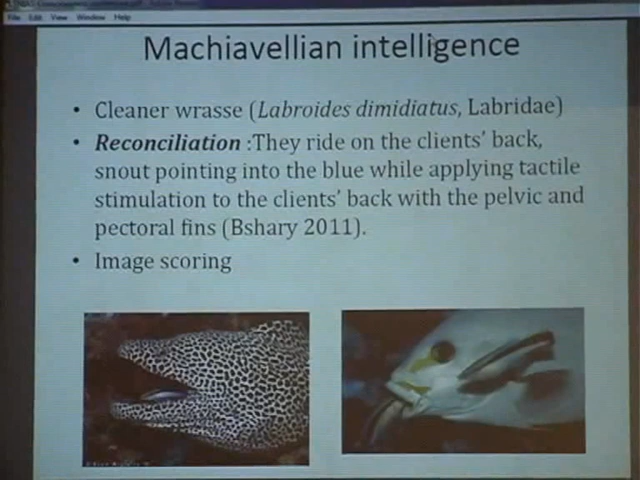 File Edit View Window Help
Machiavellian intelligence
• Cleaner wrasse (Labroides dimidiatus, Labridae)
• Reconciliation :They ride on the clients' back,
snout pointing into the blue while applying tactile
stimulation to the clients' back with the pelvic and
pectoral fins (Bshary 2011).
• Image scoring